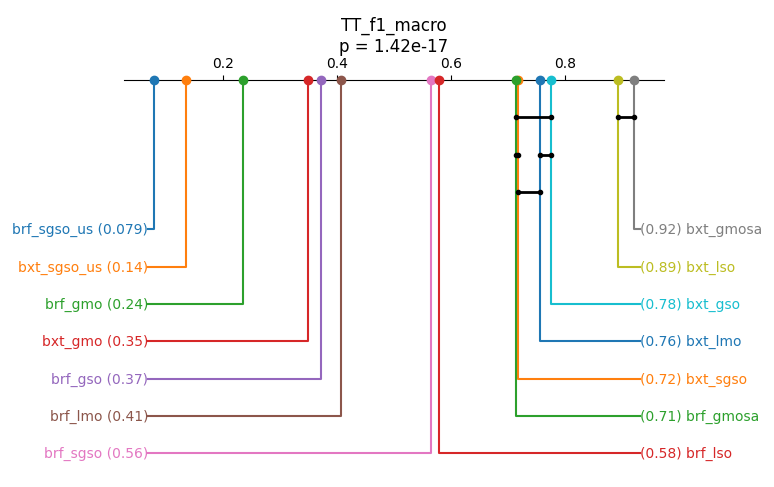 TT_f1_macro
p = 1.42e-17
0.2 0.4 0.6 0.8
brf_sgso_us (0.079) (0.92) bxt_gmosa
bxt_sgso_us (0.14) (0.89) bxt_lso
brf_gmo (0.24) (0.78) bxt_gso
bxt_gmo (0.35) (0.76) bxt_lmo
brf_gso (0.37) (0.72) bxt_sgso
brf_lmo (0.41) (0.71) brf_gmosa
brf_sgso (0.56) (0.58) brf_lso